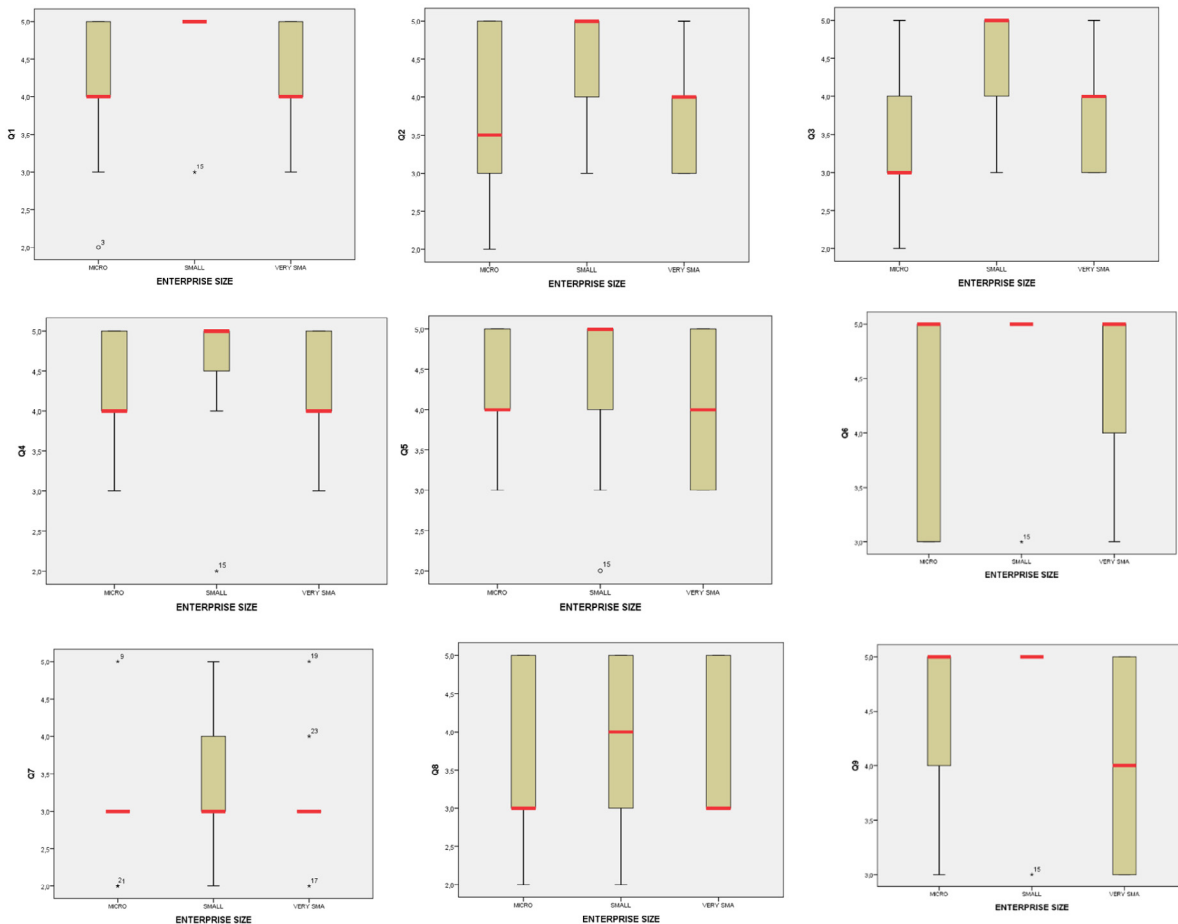 5,0
4,5
4,0
3,5
3,0
2,5
2,0
Q1
15
3
MICRO SMALL VERY SMA
ENTERPRISE SIZE
5,0
4,5
4,0
3,5
3,0
2,5
2,0
Q2
MICRO SMALL VERY SMA
ENTERPRISE SIZE
5,0
4,5
4,0
3,5
3,0
2,5
2,0
Q3
MICRO SMALL VERY SMA
ENTERPRISE SIZE
5,0
4,5
4,0
3,5
3,0
2,5
2,0
Q4
15
MICRO SMALL VERY SMA
ENTERPRISE SIZE
5,0
4,5
4,0
3,5
3,0
2,5
2,0
Q5
15
MICRO SMALL VERY SMA
ENTERPRISE SIZE
5,0
4,5
4,0
3,5
3,0
Q6
15
MICRO SMALL VERY SMA
ENTERPRISE SIZE
5,0
4,5
4,0
3,5
3,0
2,5
2,0
Q7
9
19
23
21
17
MICRO SMALL VERY SMA
ENTERPRISE SIZE
5,0
4,5
4,0
3,5
3,0
2,5
2,0
Q8
MICRO SMALL VERY SMA
ENTERPRISE SIZE
5,0
4,5
4,0
3,5
3,0
Q9
15
MICRO SMALL VERY SMA
ENTERPRISE SIZE